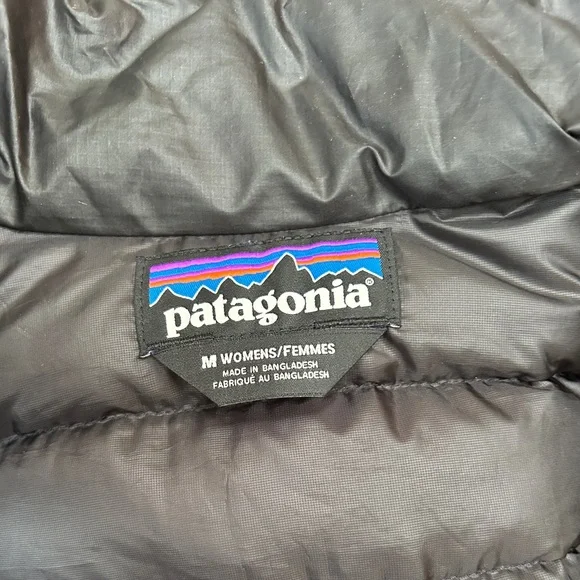 patagonia®
M WOMENS/FEMMES
MADE IN BANGLADESH
FABRIQUÉ AU BANGLADESH